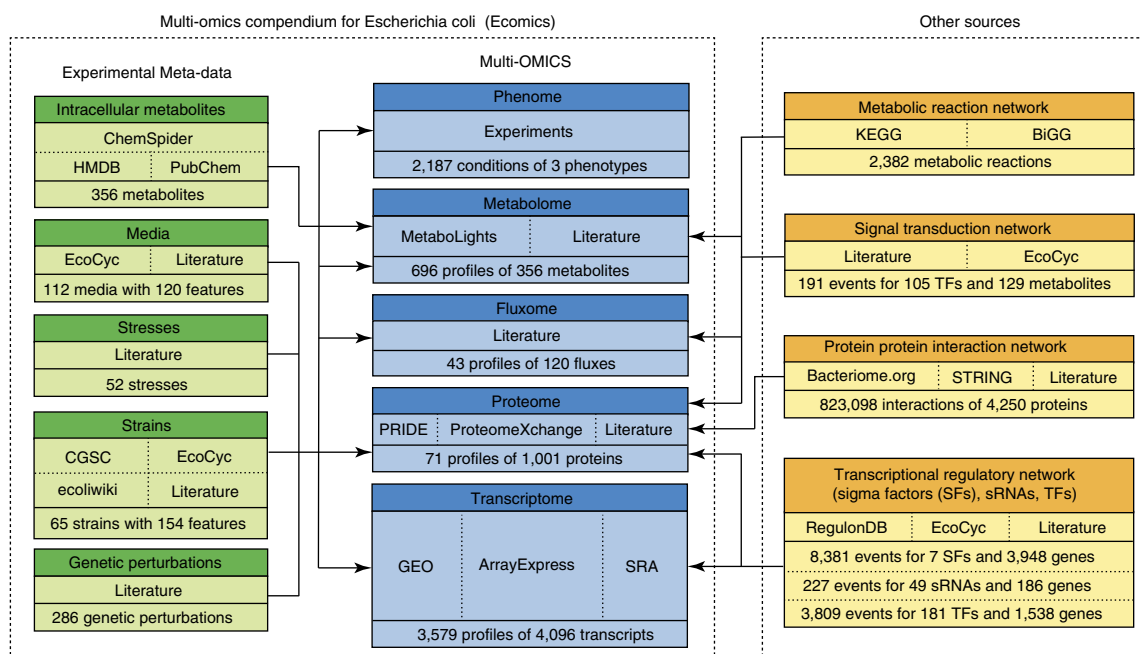 Multi-omics compendium for Escherichia coli (Ecomics)
Other sources
Experimental Meta-data
Multi-OMICS
Intracellular metabolites
ChemSpider
HMDB PubChem
356 metabolites
Media
EcoCyc Literature
112 media with 120 features
Stresses
Literature
52 stresses
Strains
CGSC EcoCyc
ecoliwiki Literature
65 strains with 154 features
Genetic perturbations
Literature
286 genetic perturbations
Phenome
Experiments
2,187 conditions of 3 phenotypes
Metabolome
MetaboLights Literature
696 profiles of 356 metabolites
Fluxome
Literature
43 profiles of 120 fluxes
Proteome
PRIDE ProteomeXchange Literature
71 profiles of 1,001 proteins
Transcriptome
GEO ArrayExpress SRA
3,579 profiles of 4,096 transcripts
Metabolic reaction network
KEGG BiGG
2,382 metabolic reactions
Signal transduction network
Literature EcoCyc
191 events for 105 TFs and 129 metabolites
Protein protein interaction network
Bacteriome.org STRING Literature
823,098 interactions of 4,250 proteins
Transcriptional regulatory network
(sigma factors (SFs), sRNAs, TFs)
RegulonDB EcoCyc Literature
8,381 events for 7 SFs and 3,948 genes
227 events for 49 sRNAs and 186 genes
3,809 events for 181 TFs and 1,538 genes